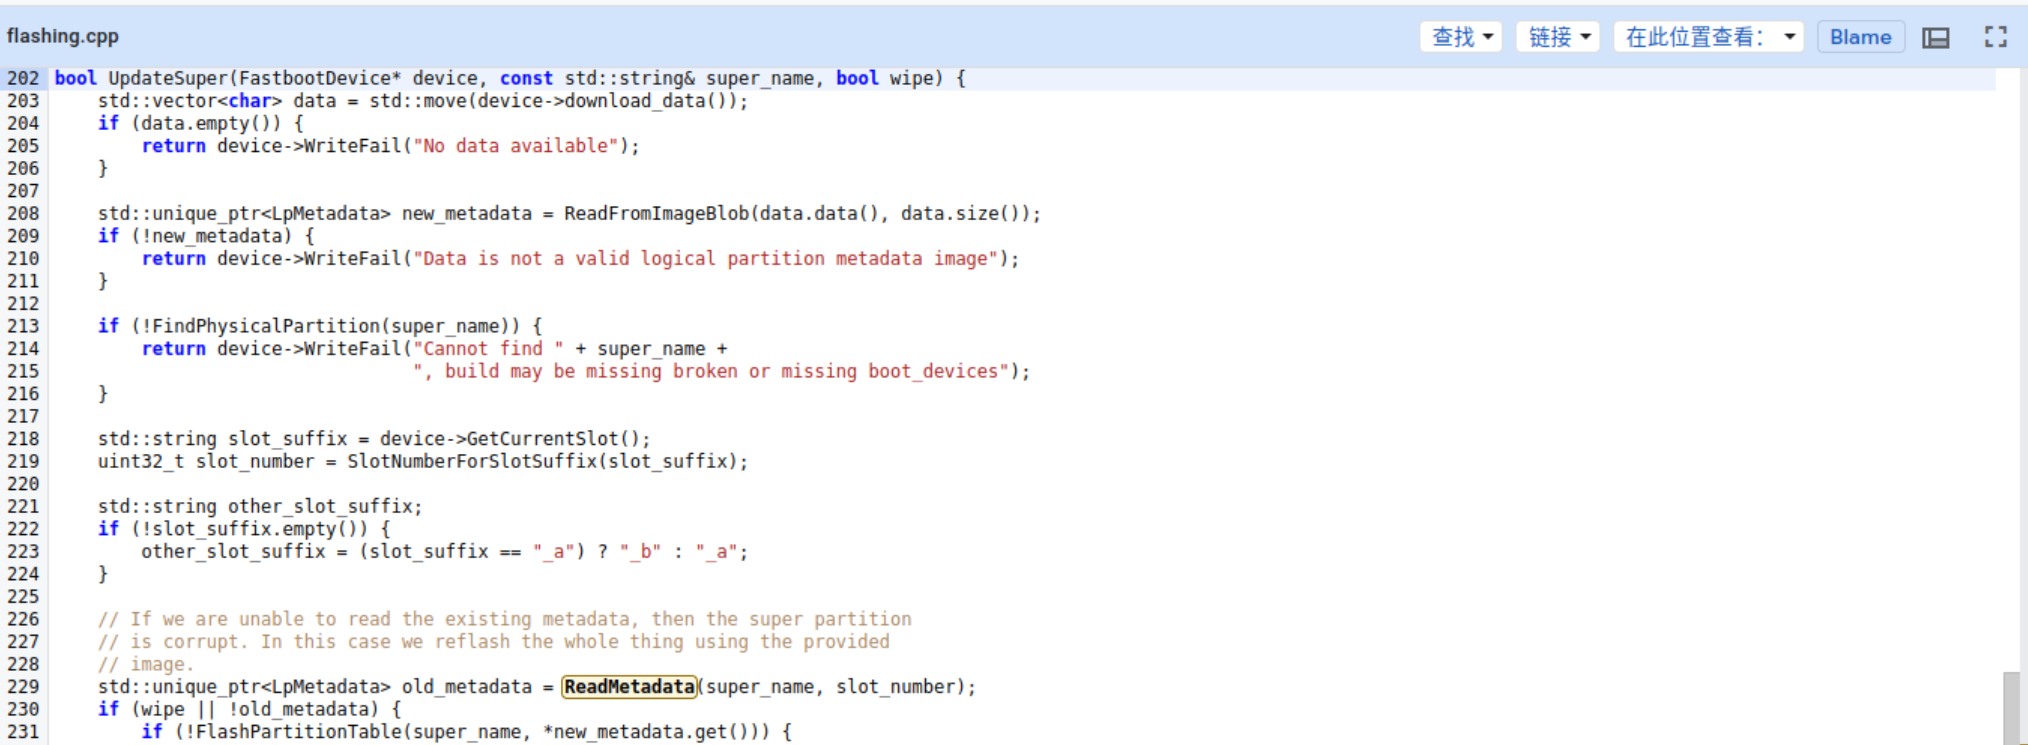 flashing.cpp 查找 链接 在此位置查看： Blame
202 bool UpdateSuper(FastbootDevice* device, const std::string& super_name, bool wipe) {
203     std::vector<char> data = std::move(device->download_data());
204     if (data.empty()) {
205         return device->WriteFail("No data available");
206     }
207
208     std::unique_ptr<LpMetadata> new_metadata = ReadFromImageBlob(data.data(), data.size());
209     if (!new_metadata) {
210         return device->WriteFail("Data is not a valid logical partition metadata image");
211     }
212
213     if (!FindPhysicalPartition(super_name)) {
214         return device->WriteFail("Cannot find " + super_name +
215                                  ", build may be missing broken or missing boot_devices");
216     }
217
218     std::string slot_suffix = device->GetCurrentSlot();
219     uint32_t slot_number = SlotNumberForSlotSuffix(slot_suffix);
220
221     std::string other_slot_suffix;
222     if (!slot_suffix.empty()) {
223         other_slot_suffix = (slot_suffix == "_a") ? "_b" : "_a";
224     }
225
226     // If we are unable to read the existing metadata, then the super partition
227     // is corrupt. In this case we reflash the whole thing using the provided
228     // image.
229     std::unique_ptr<LpMetadata> old_metadata = ReadMetadata(super_name, slot_number);
230     if (wipe || !old_metadata) {
231         if (!FlashPartitionTable(super_name, *new_metadata.get())) {